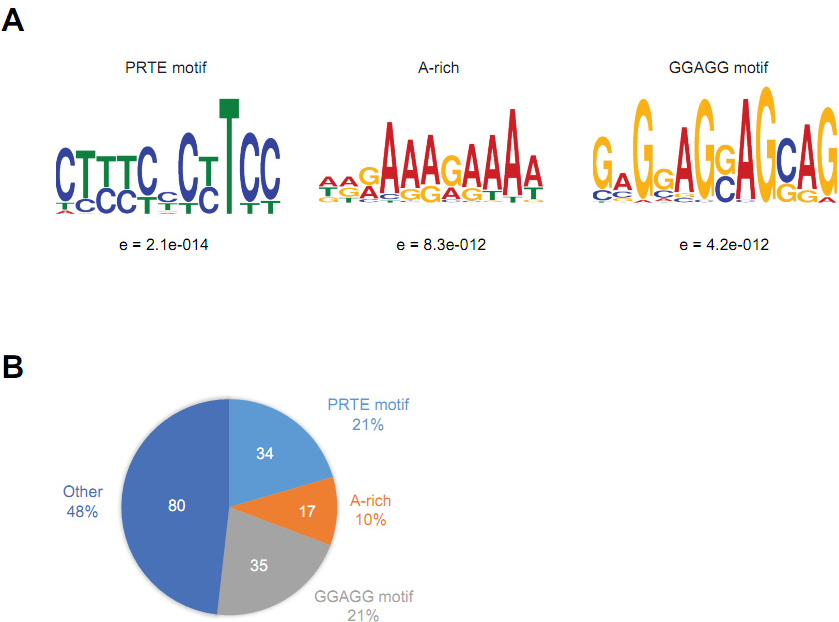 A
PRTE motif
A-rich
GGAGG motif
e = 2.1e-014
e = 8.3e-012
e = 4.2e-012
B
PRTE motif
21%
34
Other
48%
80
A-rich
10%
17
35
GGAGG motif
21%